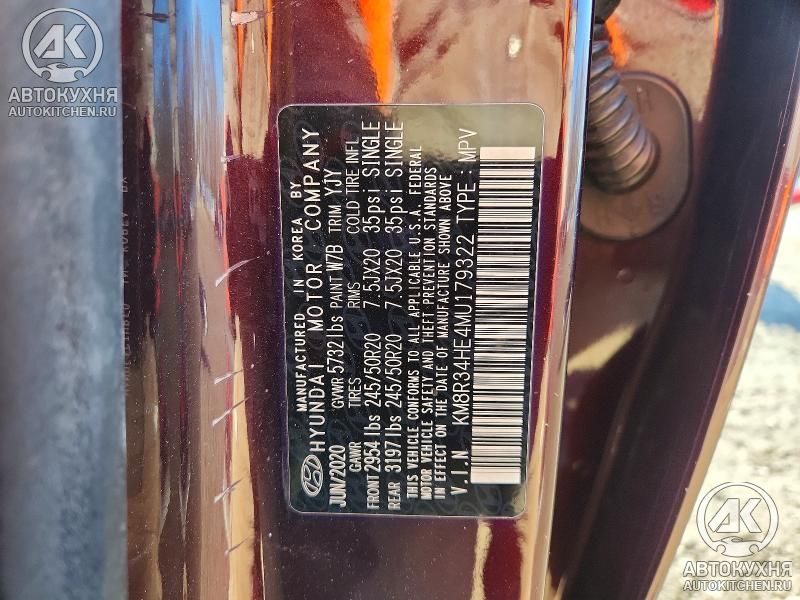 АК
АВТОКУХНЯ
AUTOKITCHEN.RU
MANUFACTURED IN KOREA BY
HYUNDAI MOTOR COMPANY
JUN/2020 GVWR 5732 lbs PAINT W7B TRIM YJY
GAWR TIRES RIMS COLD TIRE INFL
FRONT 2954 lbs 245/50R20 7.5JX20 35psi SINGLE
REAR 3197 lbs 245/50R20 7.5JX20 35psi SINGLE
THIS VEHICLE CONFORMS TO ALL APPLICABLE U.S.A. FEDERAL
MOTOR VEHICLE SAFETY AND THEFT PREVENTION STANDARDS
IN EFFECT ON THE DATE OF MANUFACTURE SHOWN ABOVE
V.I.N KM8R34HE4MU179322 TYPE : MPV
АК
АВТОКУХНЯ
AUTOKITCHEN.RU